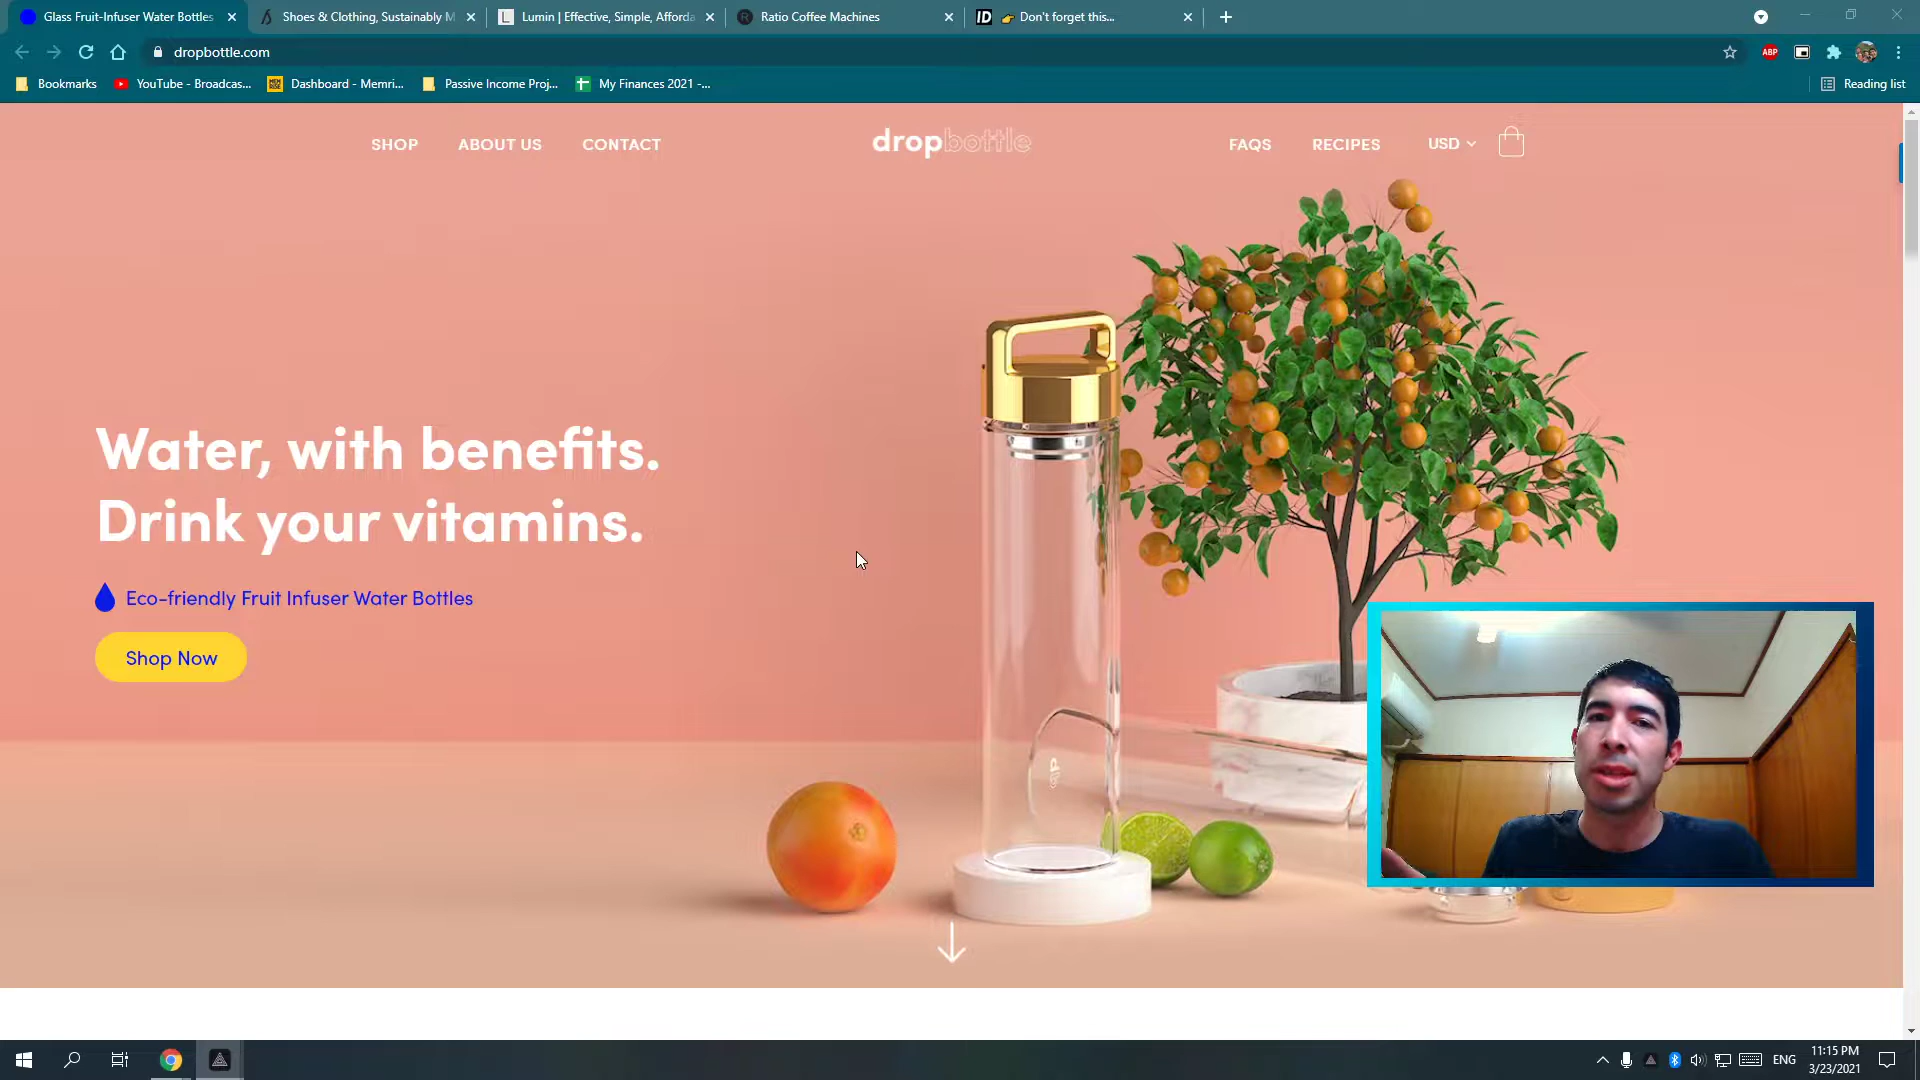 Glass Fruit-Infuser Water Bottles
Shoes & Clothing, Sustainably M
Lumin | Effective, Simple, Afforda
Ratio Coffee Machines
ID 👉 Don't forget this...
dropbottle.com
ABP
Bookmarks
YouTube - Broadcas...
Dashboard - Memri...
Passive Income Proj...
My Finances 2021 -...
Reading list
SHOP
ABOUT US
CONTACT
dropbottle
FAQS
RECIPES
USD
Water, with benefits.
Drink your vitamins.
Eco-friendly Fruit Infuser Water Bottles
Shop Now
ENG
11:15 PM
3/23/2021